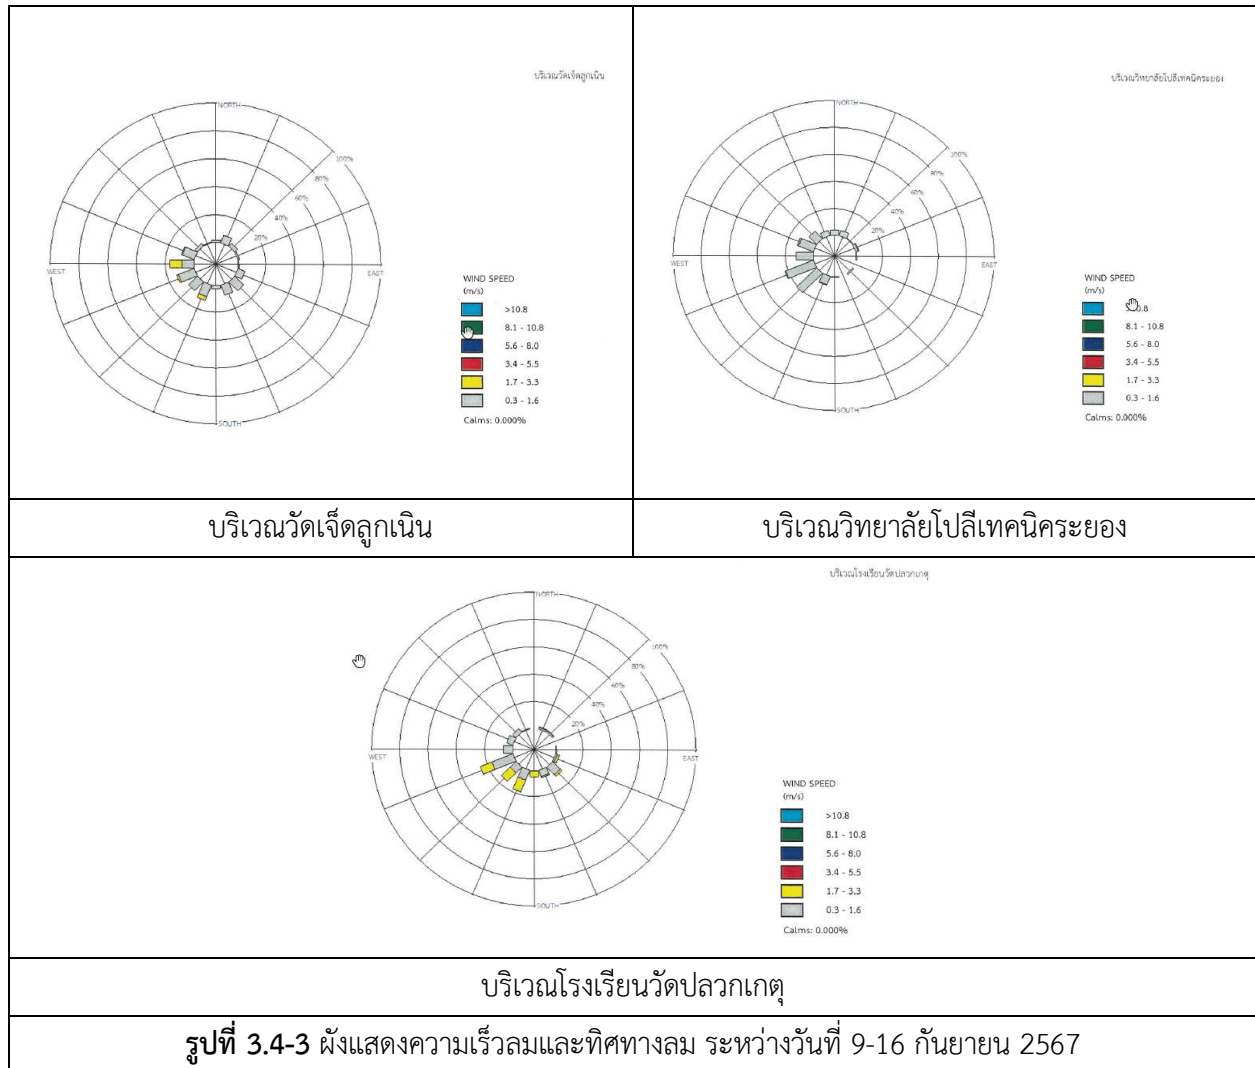 บริเวณวัดเจ็ดลูกเนิน
NORTH
100%
80%
60%
40%
20%
WEST
EAST
SOUTH
WIND SPEED
(m/s)
>10.8
8.1 - 10.8
5.6 - 8.0
3.4 - 5.5
1.7 - 3.3
0.3 - 1.6
Calms: 0.000%
บริเวณวิทยาลัยโปลีเทคนิคระยอง
NORTH
100%
80%
60%
40%
20%
WEST
EAST
SOUTH
WIND SPEED
(m/s)
0.8
8.1 - 10.8
5.6 - 8.0
3.4 - 5.5
1.7 - 3.3
0.3 - 1.6
Calms: 0.000%
บริเวณวัดเจ็ดลูกเนิน
บริเวณวิทยาลัยโปลีเทคนิคระยอง
บริเวณโรงเรียนวัดปลวกเกตุ
NORTH
100%
80%
60%
40%
20%
WEST
EAST
SOUTH
WIND SPEED
(m/s)
>10.8
8.1 - 10.8
5.6 - 8.0
3.4 - 5.5
1.7 - 3.3
0.3 - 1.6
Calms: 0.000%
บริเวณโรงเรียนวัดปลวกเกตุ
รูปที่ 3.4-3 ผังแสดงความเร็วลมและทิศทางลม ระหว่างวันที่ 9-16 กันยายน 2567